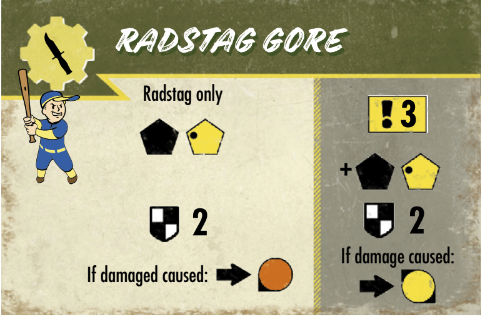 RADSTAG GORE
Radstag only
2
If damaged caused:
! 3
+
2
If damage caused: